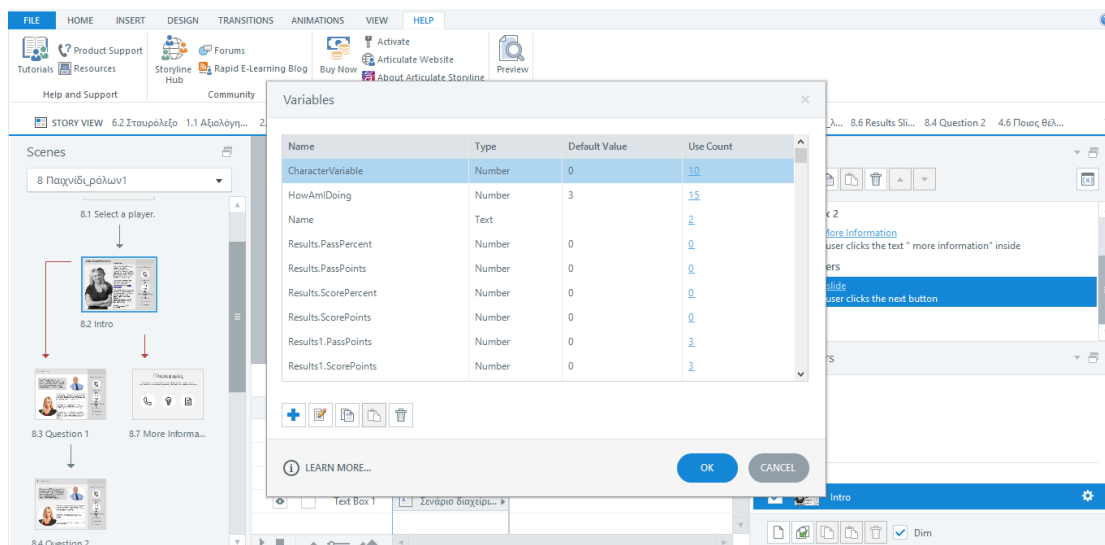 FILE HOME INSERT DESIGN TRANSITIONS ANIMATIONS VIEW HELP
Tutorials
Product Support
Resources
Help and Support
Storyline Hub
Forums
Rapid E-Learning Blog
Community
Buy Now
Activate
Articulate Website
About Articulate Storyline
Preview
STORY VIEW 6.2 Σταυρόλεξο 1.1 Αξιολόγη... 2. 8.6 Results Sli... 8.4 Question 2 4.6 Ποιος θέλ...
Scenes
8 Παιχνίδι_ρόλων1
8.1 Select a player.
8.2 Intro
8.3 Question 1 8.7 More Informa...
8.4 Question 2
Variables
Name Type Default Value Use Count
CharacterVariable Number 0 10
HowAmIDoing Number 3 15
Name Text 2
Results.PassPercent Number 0 0
Results.PassPoints Number 0 0
Results.ScorePercent Number 0 0
Results.ScorePoints Number 0 0
Results1.PassPoints Number 0 3
Results1.ScorePoints Number 0 3
LEARN MORE...
OK CANCEL
Text Box 1 Σενάριο διαχείρι...
x 2
More Information
user clicks the text " more information" inside
ers
slide
user clicks the next button
rs
Intro
Dim